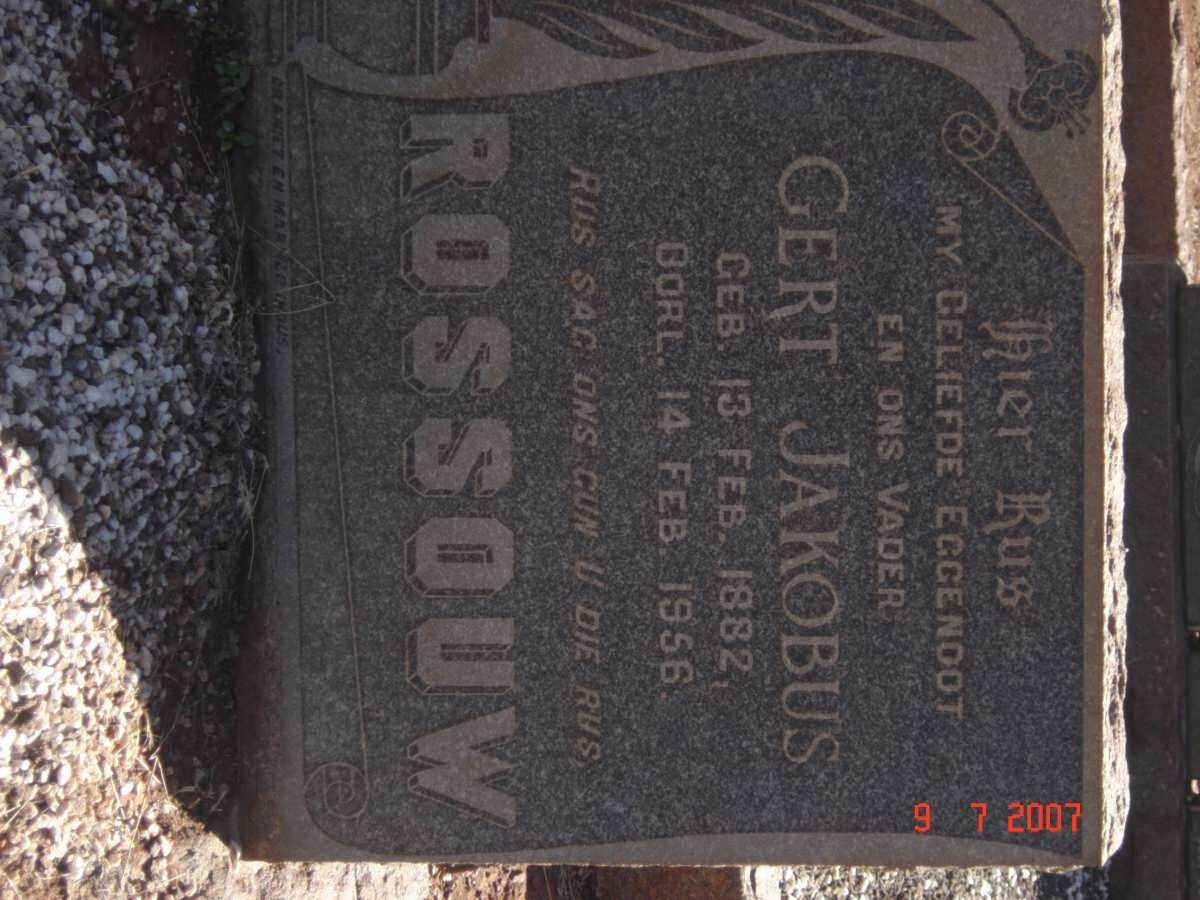 Hier Rus
MY GELIEFDE EGGENOOT
EN ONS VADER
GERT JAKOBUS
GEB. 13 FEB. 1882,
OORL. 14 FEB. 1956.
RUS SAG ONS GUN U DIE RUS
ROSSOUW
9 7 2007